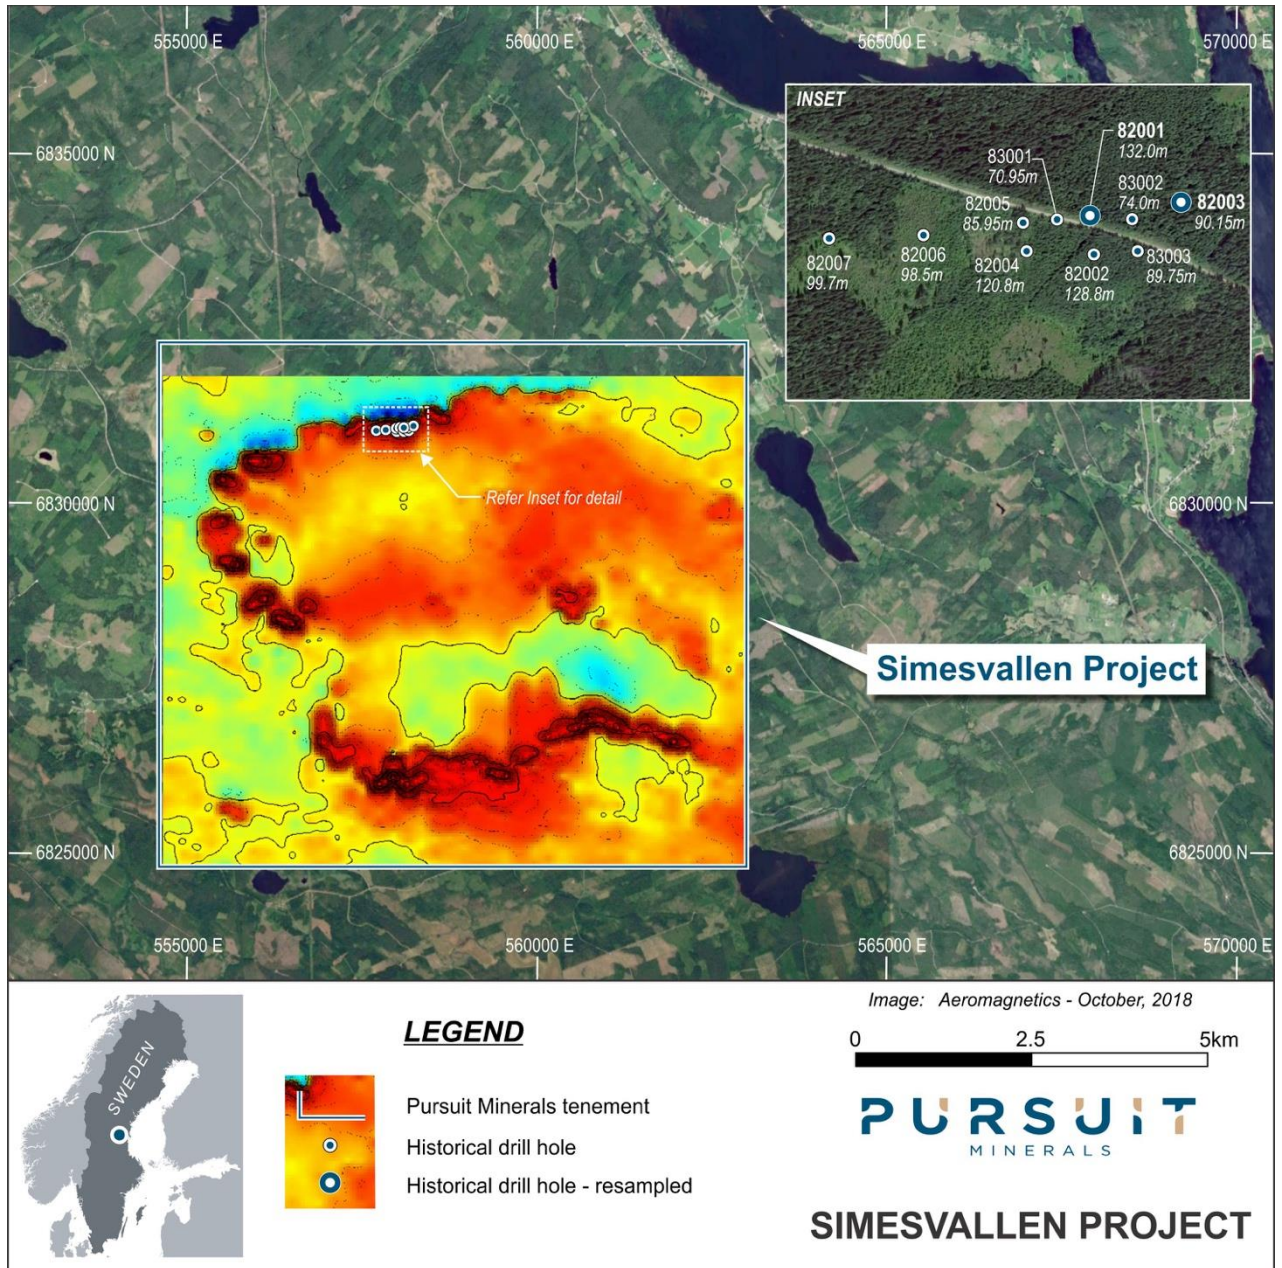 555000 E
560000 E
565000 E
570000 E
6835000 N
INSET
82001
132.0m
83001
70.95m
83002
74.0m
82003
90.15m
82005
85.95m
82007
99.7m
82006
98.5m
82004
120.8m
82002
128.8m
83003
89.75m
6830000 N
6830000 N
Refer Inset for detail
Simesvallen Project
6825000 N
6825000 N
555000 E
560000 E
565000 E
570000 E
SWEDEN
LEGEND
Pursuit Minerals tenement
Historical drill hole
Historical drill hole - resampled
Image: Aeromagnetics - October, 2018
0 2.5 5km
PURSUIT
MINERALS
SIMESVALLEN PROJECT